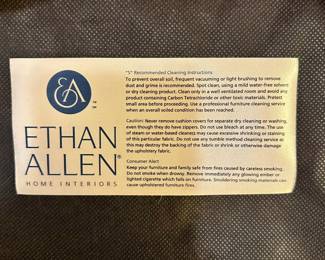 EA
ETHAN
ALLEN®
HOME INTERIORS
"S" Recommended Cleaning Instructions
To prevent overall soil, frequent vacuuming or light brushing to remove
dust and grime is recommended. Spot clean, using a mild water-free solvent
or dry cleaning product. Clean only in a well ventilated room and avoid any
product containing Carbon Tetrachloride or other toxic materials. Pretest
small area before proceeding. Use a professional furniture cleaning service
when an overall soiled condition has been reached.
Caution: Never remove cushion covers for separate dry cleaning or washing,
even though they do have zippers. Do not use bleach at any time. The use
of steam or water-based cleaners may cause excessive shrinking or staining
of this particular fabric. Do not use any tumble method cleaning service or
this may destroy the backing of the fabric or shrink or otherwise damage
the upholstery fabric.
Consumer Alert
Keep your furniture and family safe from fires caused by careless smoking.
Do not smoke when drowsy. Remove immediately any glowing ember or
lighted cigarette which falls on furniture. Smoldering smoking materials can
cause upholstered furniture fires.